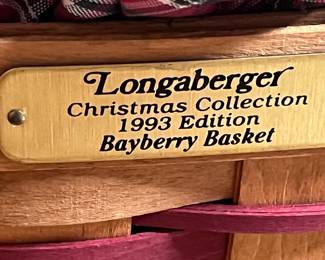 Longaberger
Christmas Collection
1993 Edition
Bayberry Basket